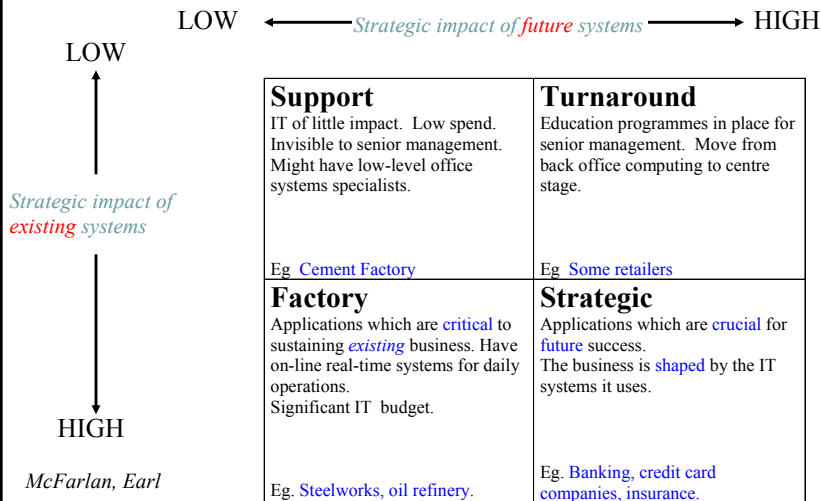 LOW Strategic impact of future systems HIGH
LOW
Strategic impact of
existing systems
HIGH
McFarlan, Earl
Support
IT of little impact. Low spend.
Invisible to senior management.
Might have low-level office
systems specialists.
Eg Cement Factory
Turnaround
Education programmes in place for
senior management. Move from
back office computing to centre
stage.
Eg Some retailers
Factory
Applications which are critical to
sustaining existing business. Have
on-line real-time systems for daily
operations.
Significant IT budget.
Eg. Steelworks, oil refinery.
Strategic
Applications which are crucial for
future success.
The business is shaped by the IT
systems it uses.
Eg. Banking, credit card
companies, insurance.